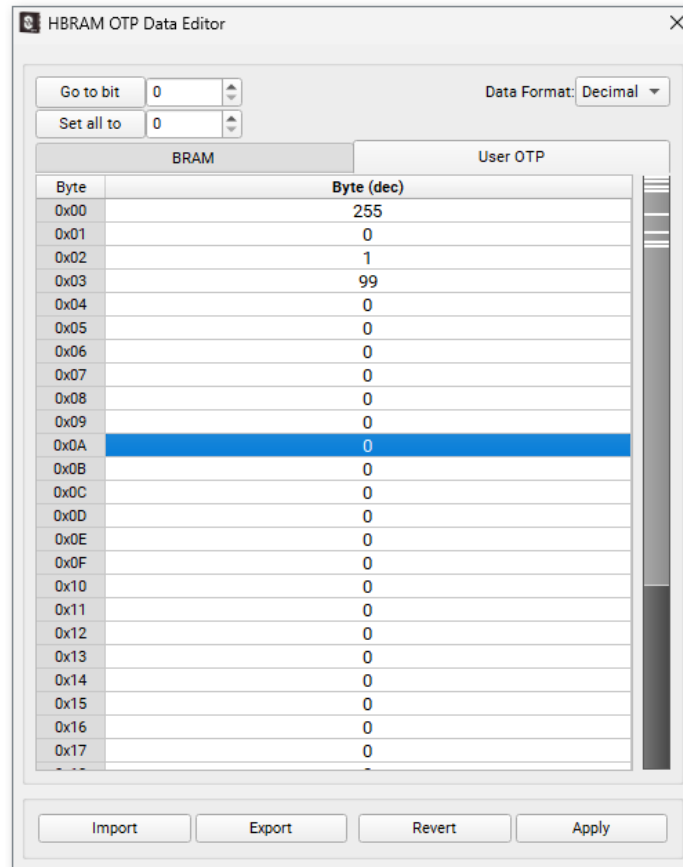 HBRAM OTP Data Editor
Go to bit 0 Data Format: Decimal
Set all to 0
BRAM User OTP
Byte Byte (dec)
0x00 255
0x01 0
0x02 1
0x03 99
0x04 0
0x05 0
0x06 0
0x07 0
0x08 0
0x09 0
0x0A 0
0x0B 0
0x0C 0
0x0D 0
0x0E 0
0x0F 0
0x10 0
0x11 0
0x12 0
0x13 0
0x14 0
0x15 0
0x16 0
0x17 0
Import Export Revert Apply